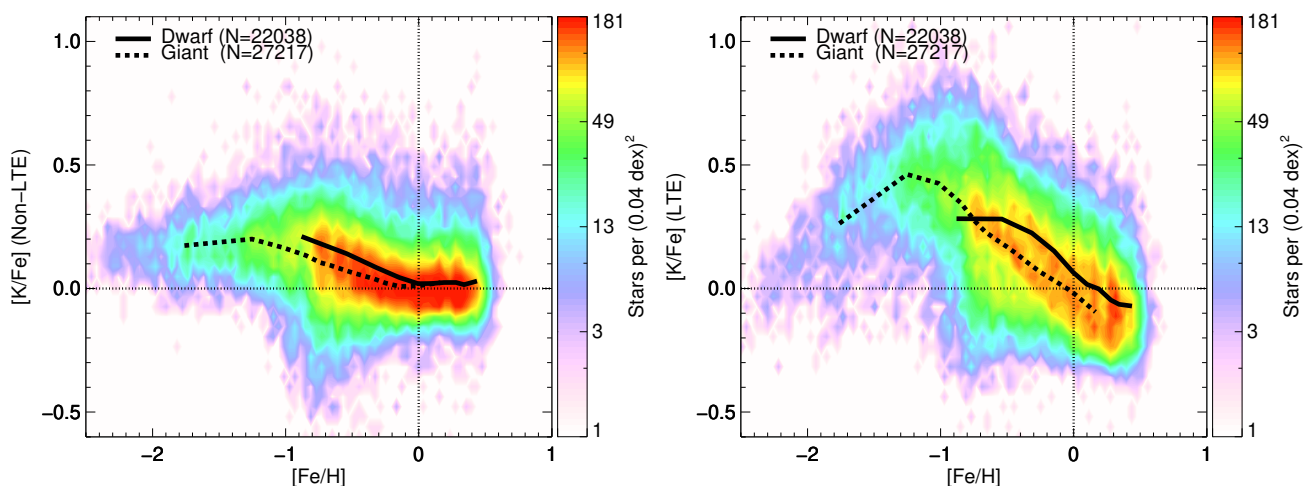 Dwarf (N=22038)
Giant (N=27217)
1.0
0.5
0.0
−0.5
[K/Fe] (Non−LTE)
−2
−1
0
1
[Fe/H]
181
49
13
3
1
Stars per (0.04 dex)²
Dwarf (N=22038)
Giant (N=27217)
1.0
0.5
0.0
−0.5
[K/Fe] (LTE)
−2
−1
0
1
[Fe/H]
181
49
13
3
1
Stars per (0.04 dex)²